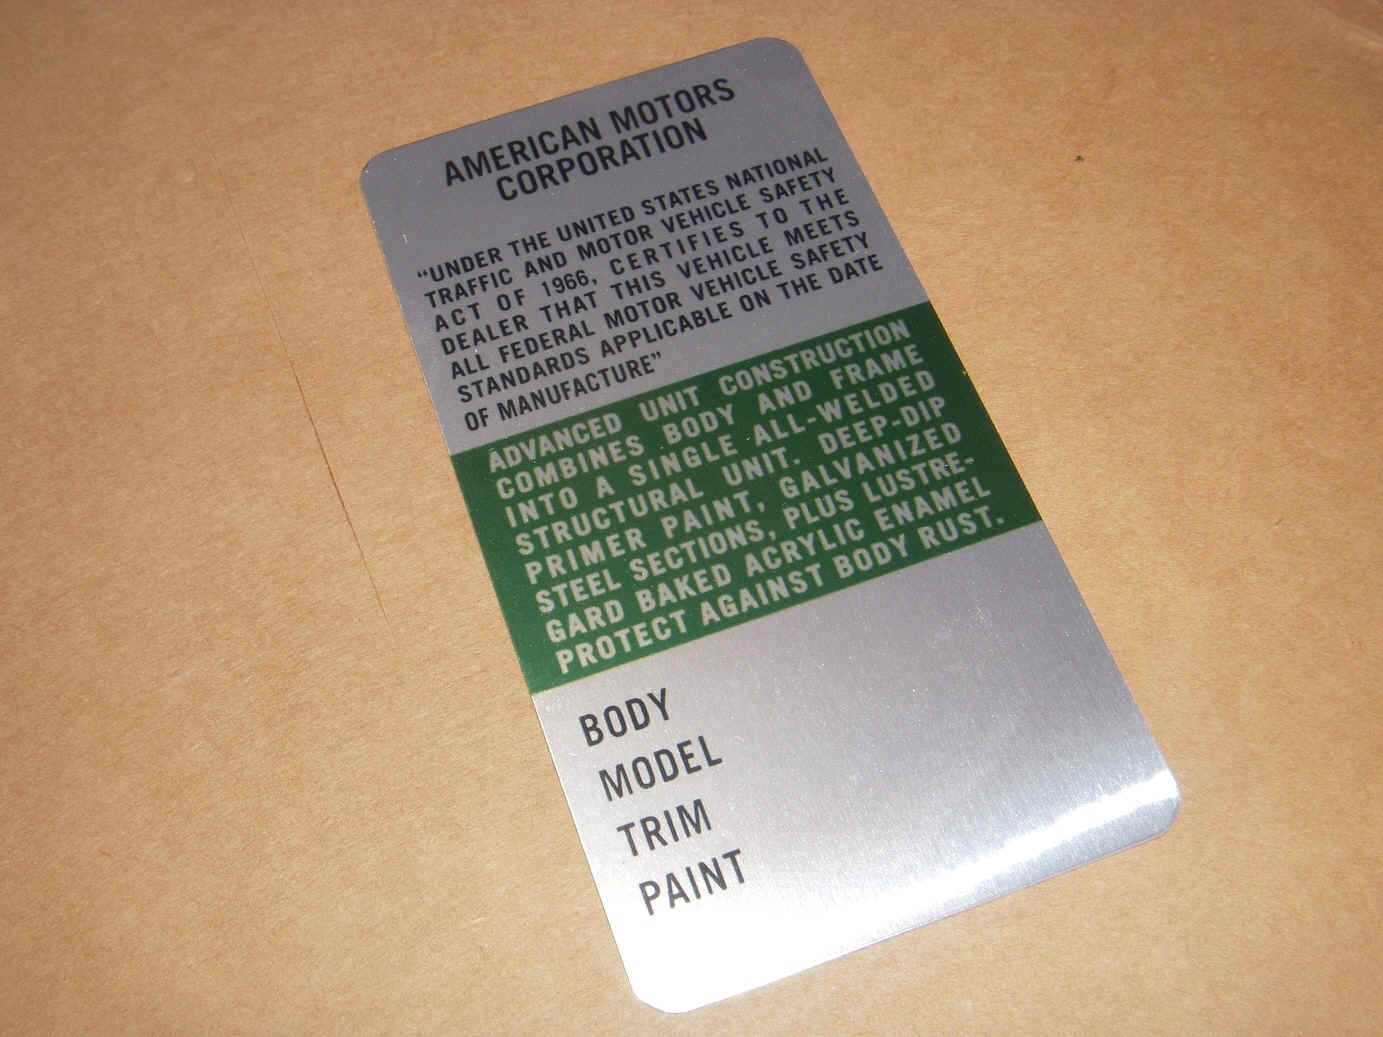 AMERICAN MOTORS
CORPORATION
“UNDER THE UNITED STATES NATIONAL
TRAFFIC AND MOTOR VEHICLE SAFETY
ACT OF 1966, CERTIFIES TO THE
DEALER THAT THIS VEHICLE MEETS
ALL FEDERAL MOTOR VEHICLE SAFETY
STANDARDS APPLICABLE ON THE DATE
OF MANUFACTURE”
ADVANCED UNIT CONSTRUCTION
COMBINES BODY AND FRAME
INTO A SINGLE ALL-WELDED
STRUCTURAL UNIT. DEEP-DIP
PRIMER PAINT, GALVANIZED
STEEL SECTIONS, PLUS LUSTRE-
GARD BAKED ACRYLIC ENAMEL
PROTECT AGAINST BODY RUST.
BODY
MODEL
TRIM
PAINT